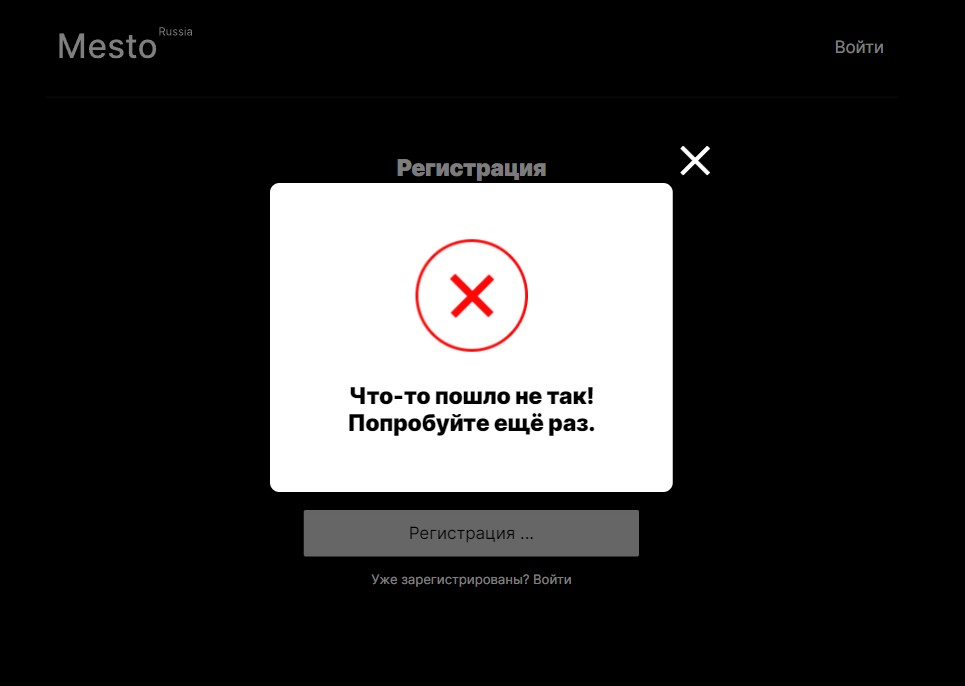 Mesto Russia
Войти
Регистрация
Что-то пошло не так!
Попробуйте ещё раз.
Регистрация ...
Уже зарегистрированы? Войти